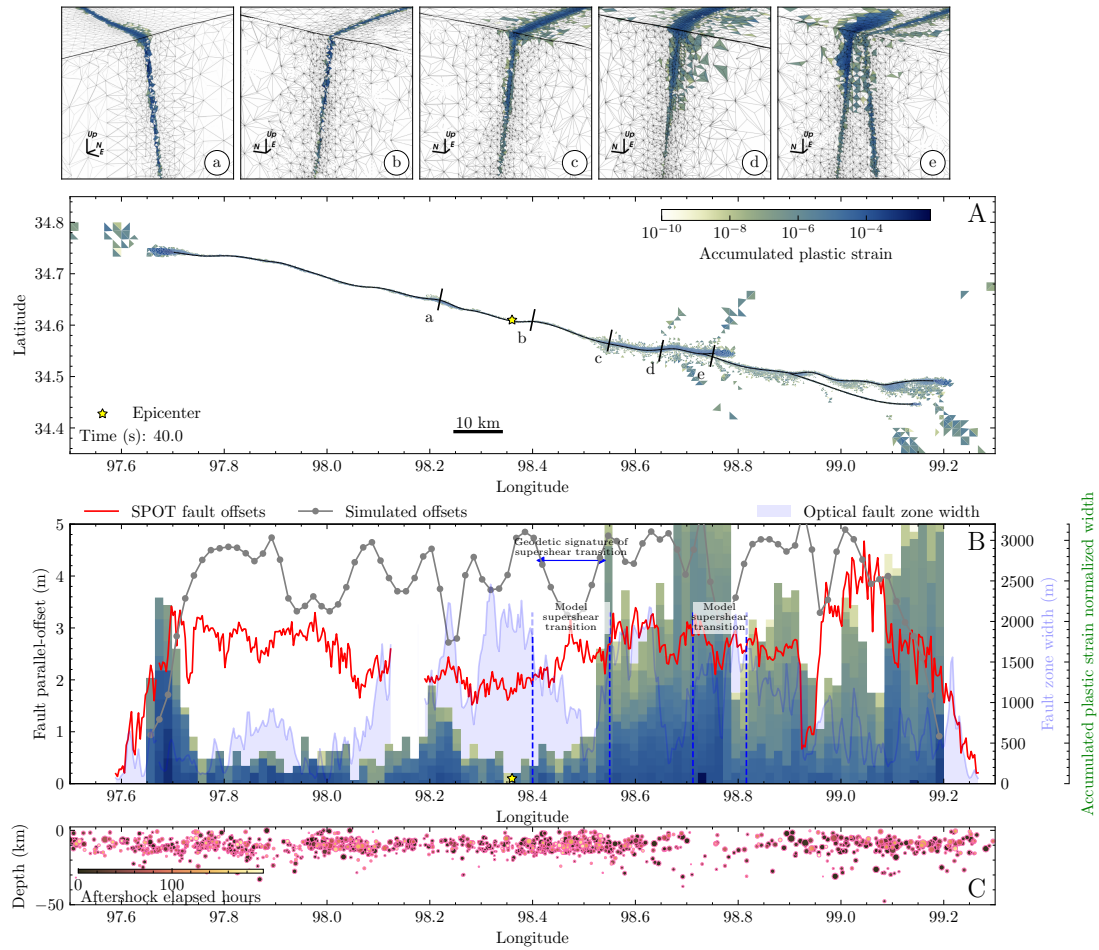 Up
N
E
a
Up
N
E
b
Up
N
E
c
Up
N
E
d
Up
N
E
e
A
34.8
34.7
34.6
34.5
34.4
Latitude
10⁻¹⁰
10⁻⁸
10⁻⁶
10⁻⁴
Accumulated plastic strain
a
b
c
d
e
Epicenter
Time (s): 40.0
10 km
97.6
97.8
98.0
98.2
98.4
98.6
98.8
99.0
99.2
Longitude
SPOT fault offsets
Simulated offsets
Optical fault zone width
B
5
4
3
2
1
0
Fault parallel-offset (m)
Geodetic signature of
supershear transition
Model
supershear
transition
Model
supershear
transition
3000
2500
2000
1500
1000
500
0
Fault zone width (m)
Accumulated plastic strain normalized width
97.6
97.8
98.0
98.2
98.4
98.6
98.8
99.0
99.2
Longitude
0
−50
Depth (km)
0
100
Aftershock elapsed hours
C
97.6
97.8
98.0
98.2
98.4
98.6
98.8
99.0
99.2
Longitude